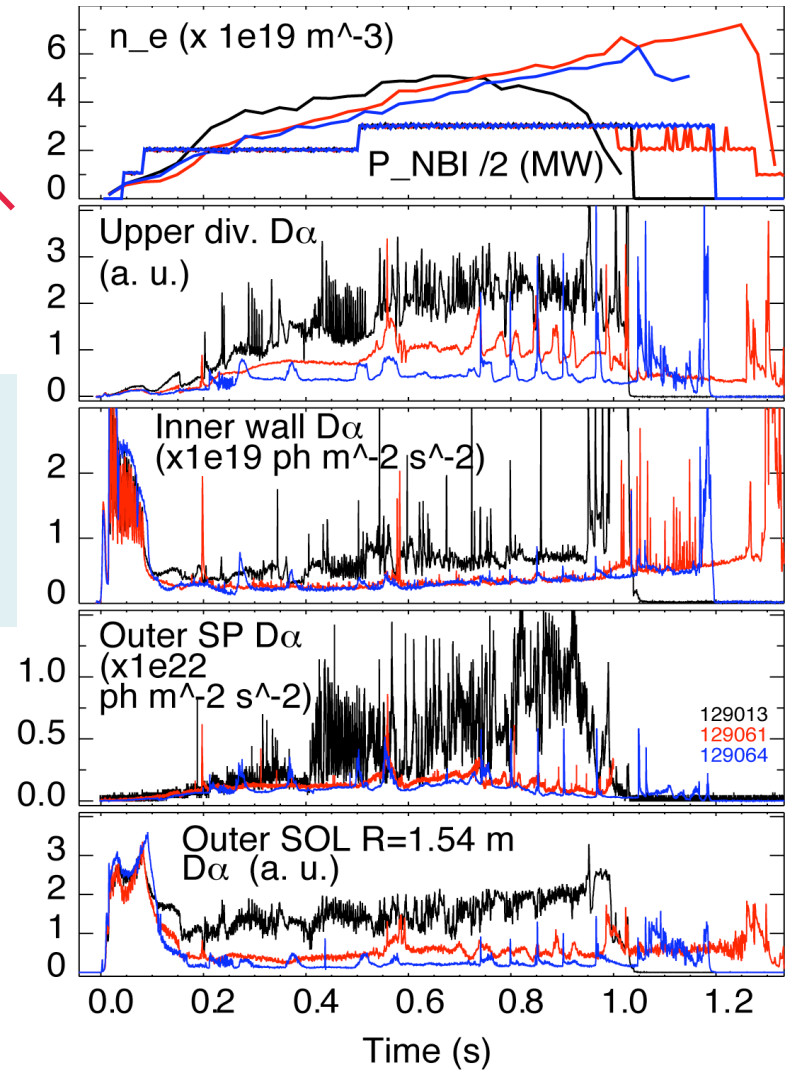 n_e (x 1e19 m^-3)
6
4
2
0
P_NBI /2 (MW)
Upper div. Dα
(a. u.)
3
2
1
0
Inner wall Dα
(x1e19 ph m^-2 s^-2)
2
1
0
Outer SP Dα
(x1e22
ph m^-2 s^-2)
1.0
0.5
0.0
129013
129061
129064
Outer SOL R=1.54 m
Dα (a. u.)
3
2
1
0
0.0 0.2 0.4 0.6 0.8 1.0 1.2
Time (s)